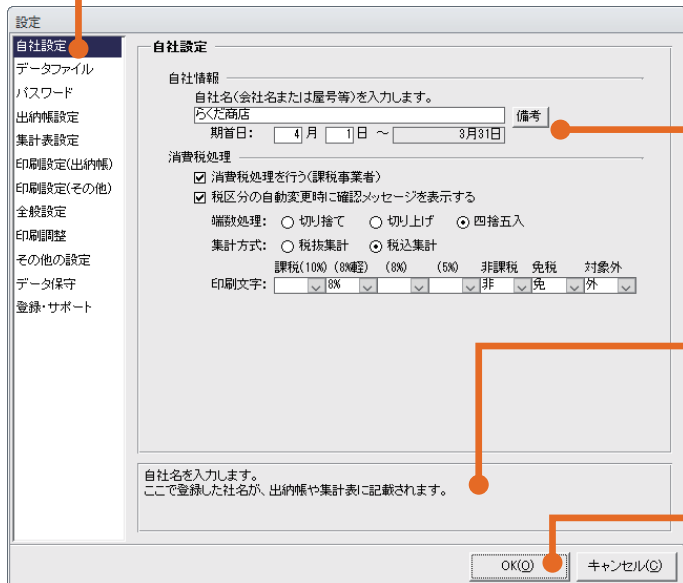 設定
自社設定
データファイル
パスワード
出納帳設定
集計表設定
印刷設定(出納帳)
印刷設定(その他)
全般設定
印刷調整
その他の設定
データ保守
登録・サポート
自社設定
自社情報
自社名(会社名または屋号等)を入力します。
らくだ商店 備考
期首日: 4 月 1 日 ～ 3月31日
消費税処理
消費税処理を行う(課税事業者)
税区分の自動変更時に確認メッセージを表示する
端数処理: 切り捨て 切り上げ 四捨五入
集計方式: 税抜集計 税込集計
課税(10%) (8%軽) (8%) (5%) 非課税 免税 対象外
印刷文字: 8% 非 免 外
自社名を入力します。
ここで登録した社名が、出納帳や集計表に記載されます。
OK(O) キャンセル(C)